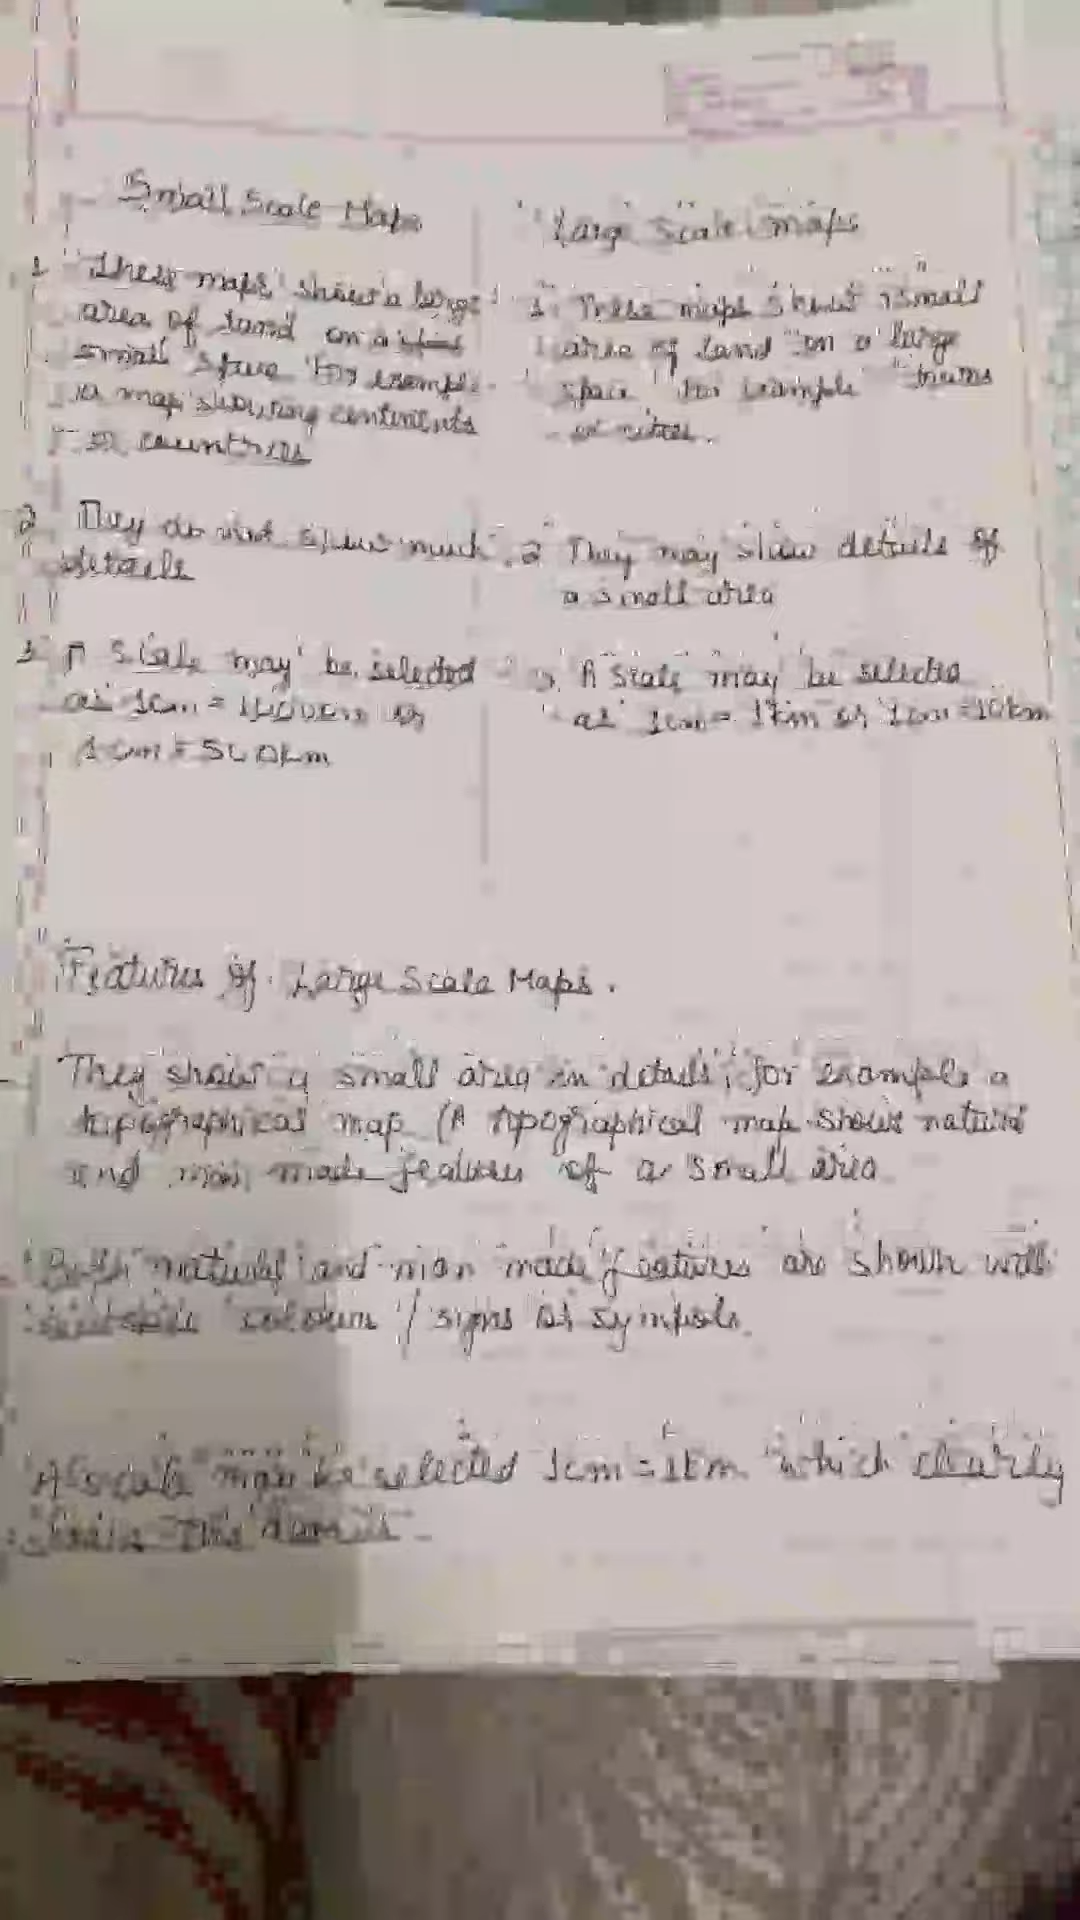 Small Scale Maps
Large Scale maps
1 These maps show a large
area of land on a
small space for example
a map showing continents
or countries
1. These maps show small
area of land on a large
space for example towns
or cities.
2 They do not show much
details
2 They may show details of
a small area
3 A scale may be selected
as 1cm = or
1cm = 500km
3. A scale may be selected
as 1cm = 1km or 1cm = 10km
Features of Large Scale Maps.
They show a small area in details, for example a
topographical map (A topographical map shows natural
and man made features of a small area.
Both natural and man made features are shown with
suitable colours / signs or symbols.
A scale may be selected 1cm = 1km which clearly
the